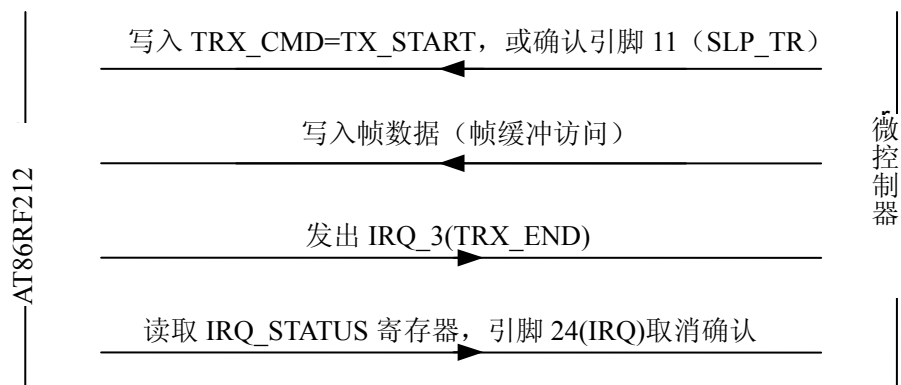 写入 TRX_CMD=TX_START，或确认引脚 11（SLP_TR）
写入帧数据（帧缓冲访问）
发出 IRQ_3(TRX_END)
读取 IRQ_STATUS 寄存器，引脚 24(IRQ)取消确认
AT86RF212
微控制器